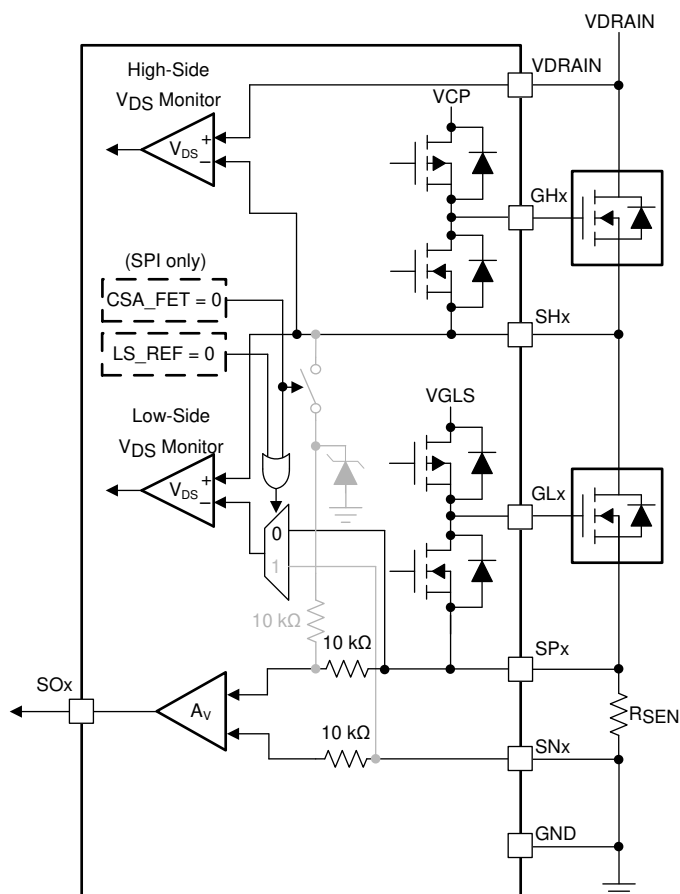 VDRAIN
VDRAIN
High-Side
VDS Monitor
VCP
+
VDS
–
GHx
(SPI only)
CSA_FET = 0
SHx
LS_REF = 0
VGLS
Low-Side
VDS Monitor
+
VDS
–
GLx
0
1
10 kΩ
10 kΩ
SPx
SOx
AV
RSEN
10 kΩ
SNx
GND